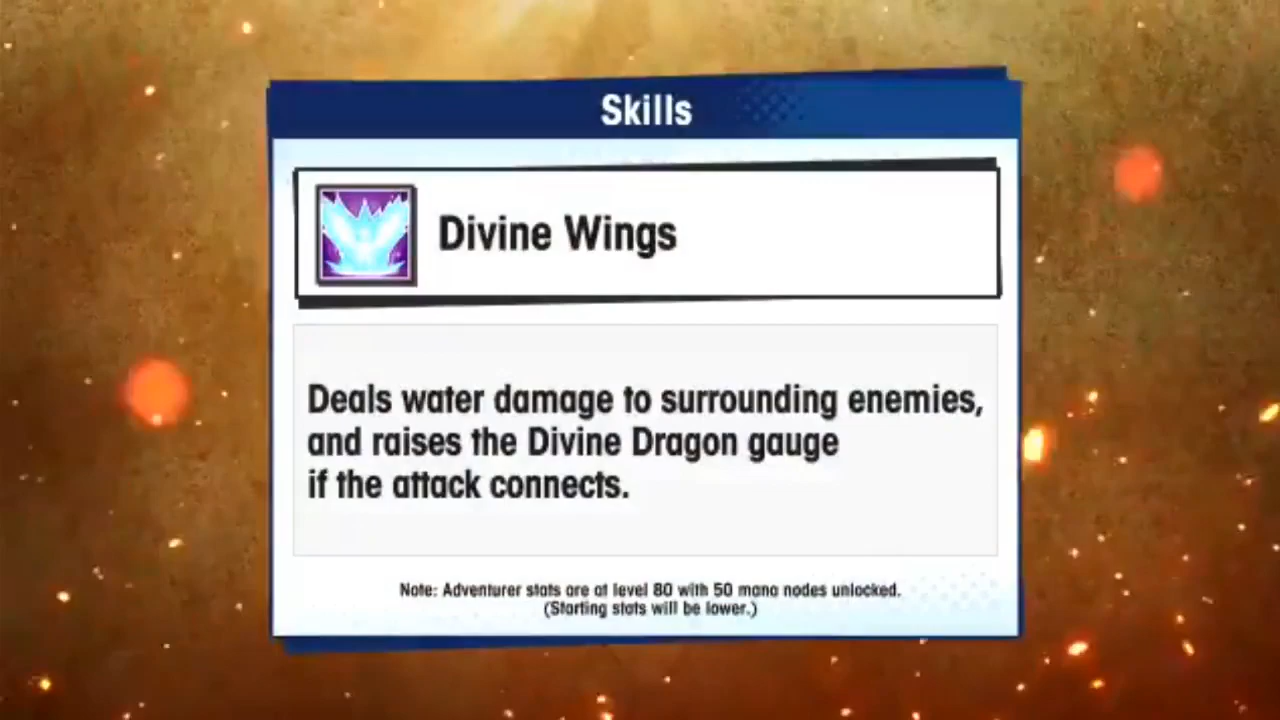 Skills
Divine Wings
Deals water damage to surrounding enemies,
and raises the Divine Dragon gauge
if the attack connects.
Note: Adventurer stats are at level 80 with 50 mana nodes unlocked.
(Starting stats will be lower.)